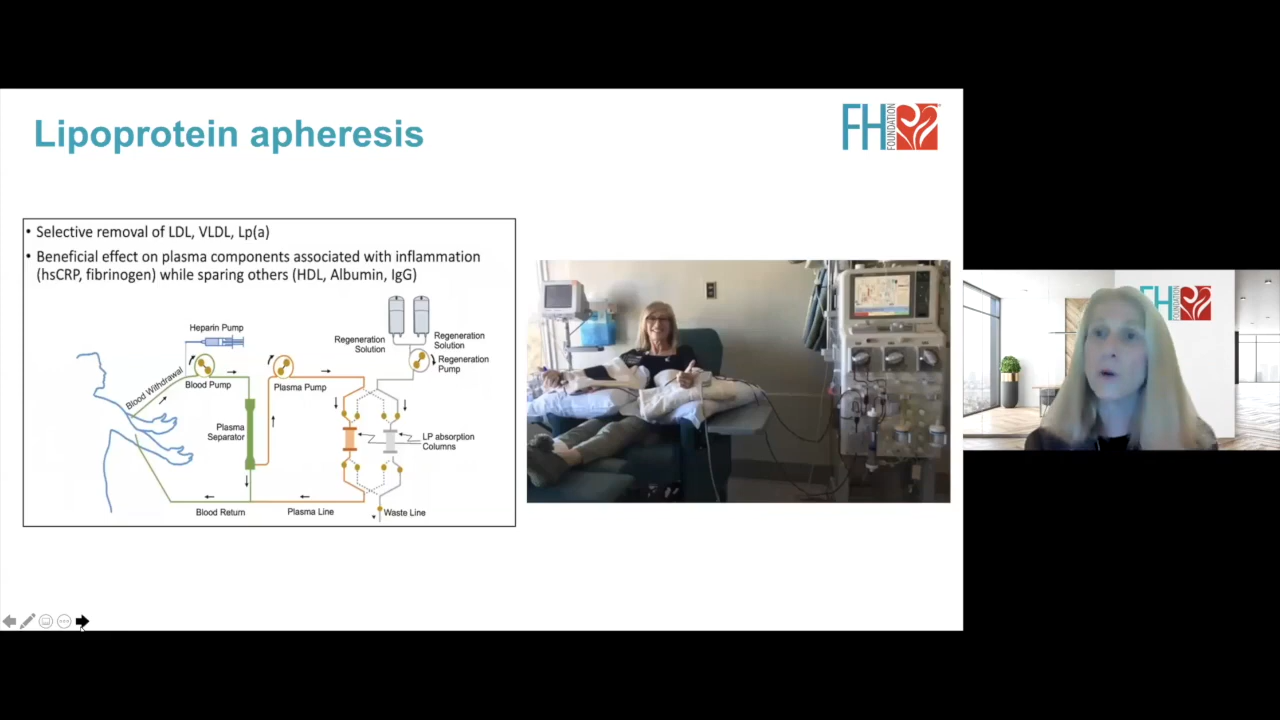 Lipoprotein apheresis
FH
FOUNDATION
• Selective removal of LDL, VLDL, Lp(a)
• Beneficial effect on plasma components associated with inflammation
(hsCRP, fibrinogen) while sparing others (HDL, Albumin, IgG)
Heparin Pump
Blood Withdrawal
Blood Pump
Plasma Pump
Regeneration
Solution
Regeneration
Solution
Regeneration
Pump
Plasma
Separator
LP absorption
Columns
Blood Return
Plasma Line
Waste Line
FH
FOUNDATION